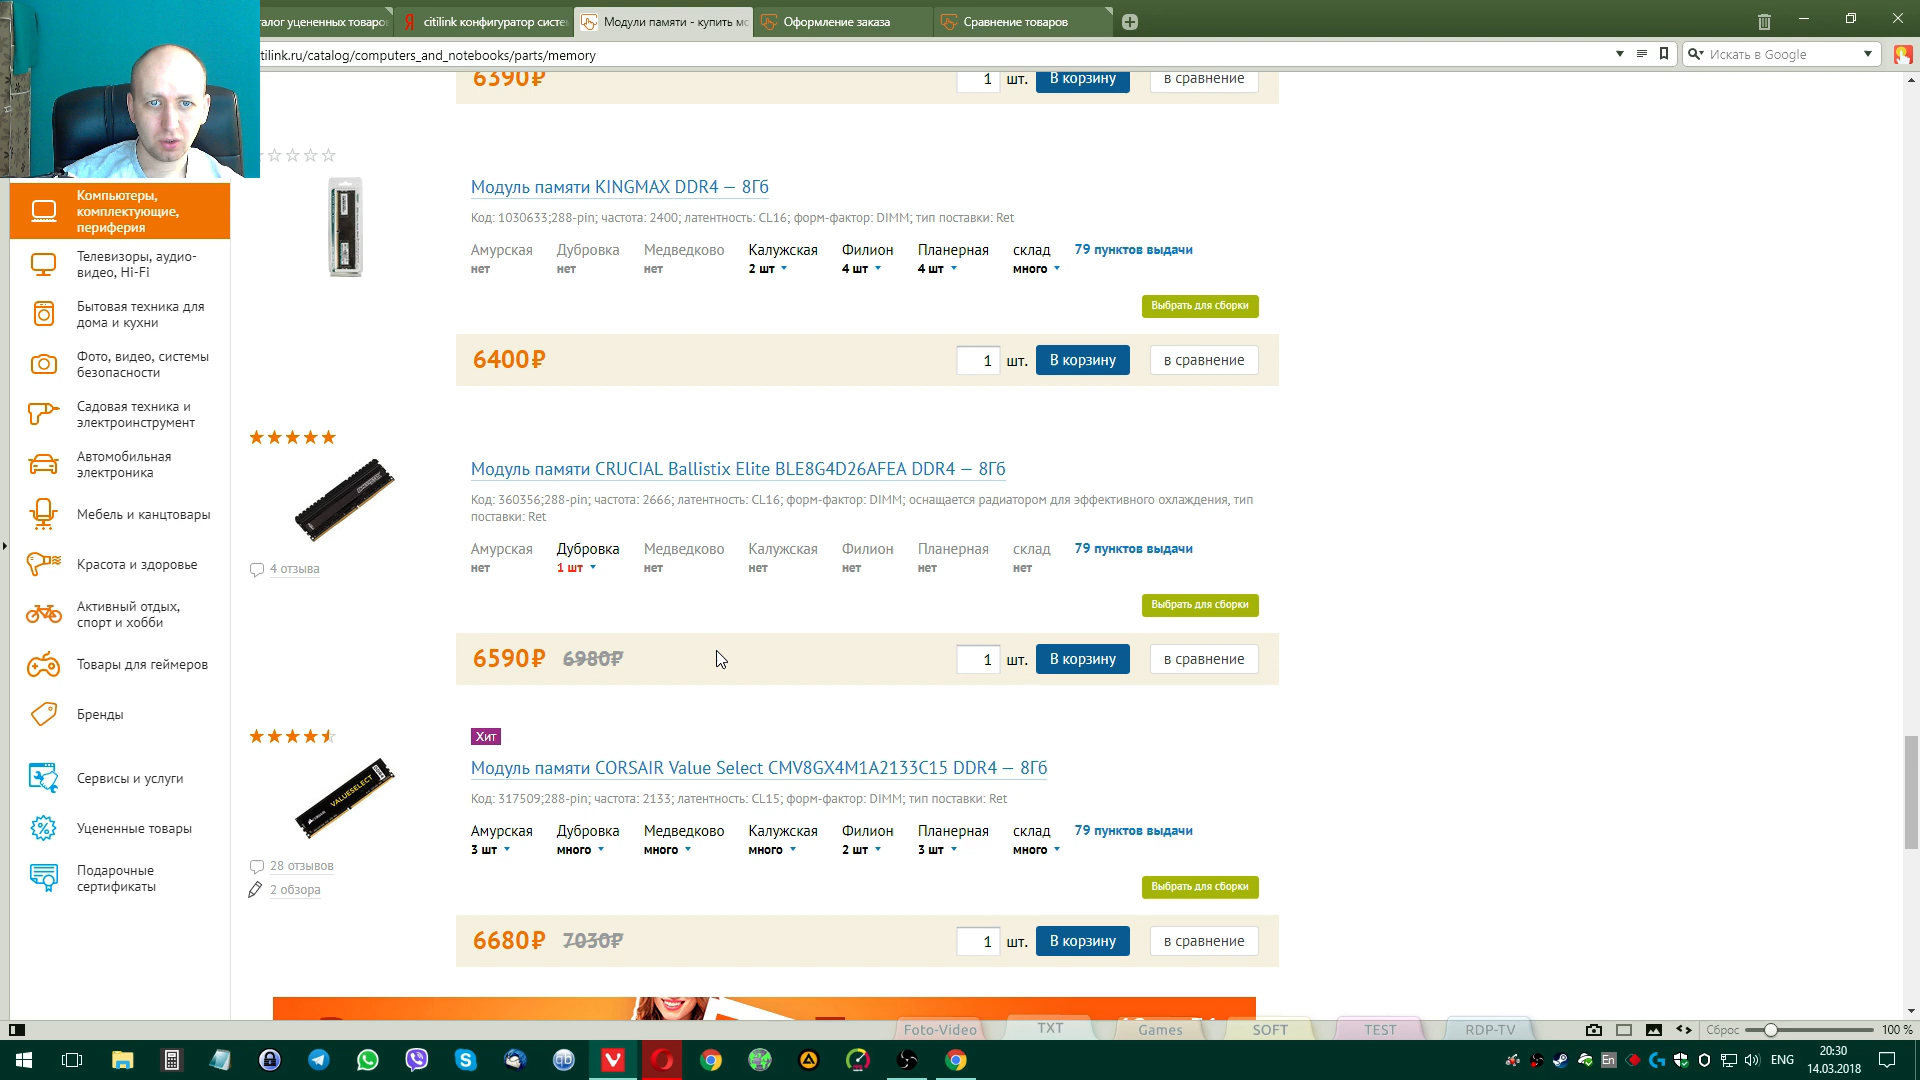 талог уцененных товаро
citilink конфигуратор систе
Модули памяти - купить мо
Оформление заказа
Сравнение товаров
tilink.ru/catalog/computers_and_notebooks/parts/memory
Искать в Google
6390₽
1 шт. В корзину в сравнение
Компьютеры,
комплектующие,
периферия
Телевизоры, аудио-
видео, Hi-Fi
Бытовая техника для
дома и кухни
Фото, видео, системы
безопасности
Садовая техника и
электроинструмент
Автомобильная
электроника
Мебель и канцтовары
Красота и здоровье
Активный отдых,
спорт и хобби
Товары для геймеров
Бренды
Сервисы и услуги
Уцененные товары
Подарочные
сертификаты
Модуль памяти KINGMAX DDR4 — 8Гб
Код: 1030633;288-pin; частота: 2400; латентность: CL16; форм-фактор: DIMM; тип поставки: Ret
Амурская Дубровка Медведково Калужская Филион Планерная склад 79 пунктов выдачи
нет нет нет 2 шт 4 шт 4 шт много
Выбрать для сборки
6400₽ 1 шт. В корзину в сравнение
Модуль памяти CRUCIAL Ballistix Elite BLE8G4D26AFEA DDR4 — 8Гб
Код: 360356;288-pin; частота: 2666; латентность: CL16; форм-фактор: DIMM; оснащается радиатором для эффективного охлаждения, тип
поставки: Ret
Амурская Дубровка Медведково Калужская Филион Планерная склад 79 пунктов выдачи
нет 1 шт нет нет нет нет нет
4 отзыва
Выбрать для сборки
6590₽ 6980₽ 1 шт. В корзину в сравнение
Хит
Модуль памяти CORSAIR Value Select CMV8GX4M1A2133C15 DDR4 — 8Гб
Код: 317509;288-pin; частота: 2133; латентность: CL15; форм-фактор: DIMM; тип поставки: Ret
VALUESELECT
Амурская Дубровка Медведково Калужская Филион Планерная склад 79 пунктов выдачи
3 шт много много много 2 шт 3 шт много
28 отзывов
2 обзора
Выбрать для сборки
6680₽ 7030₽ 1 шт. В корзину в сравнение
Foto-Video TXT Games SOFT TEST RDP-TV
Сброс 100 %
En
ENG
20:30
14.03.2018